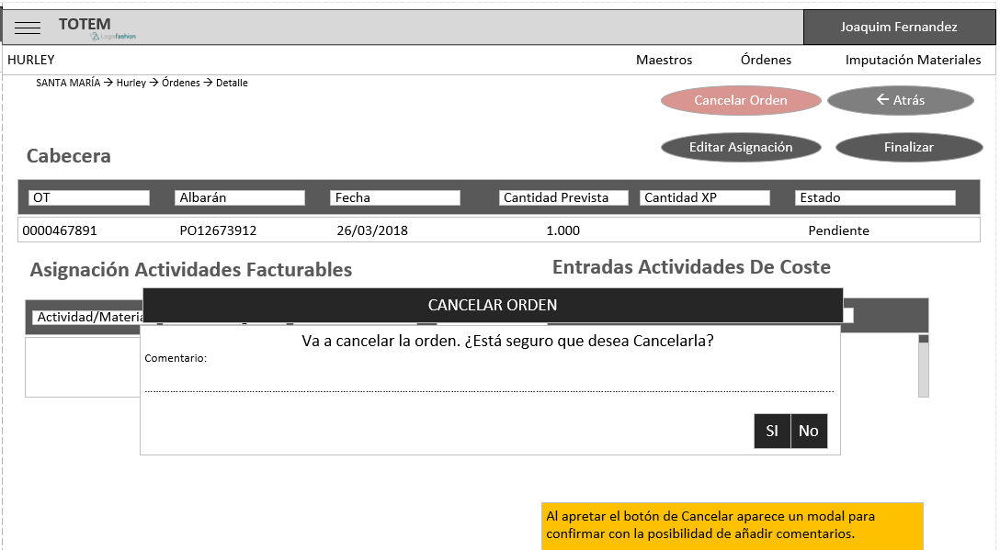 TOTEM
Logisfashion
Joaquim Fernandez
HURLEY
Maestros
Órdenes
Imputación Materiales
SANTA MARÍA → Hurley → Órdenes → Detalle
Cancelar Orden
← Atrás
Editar Asignación
Finalizar
Cabecera
OT
Albarán
Fecha
Cantidad Prevista
Cantidad XP
Estado
0000467891
PO12673912
26/03/2018
1.000
Pendiente
Asignación Actividades Facturables
Entradas Actividades De Coste
CANCELAR ORDEN
Va a cancelar la orden. ¿Está seguro que desea Cancelarla?
Comentario:
SI
No
Al apretar el botón de Cancelar aparece un modal para
confirmar con la posibilidad de añadir comentarios.